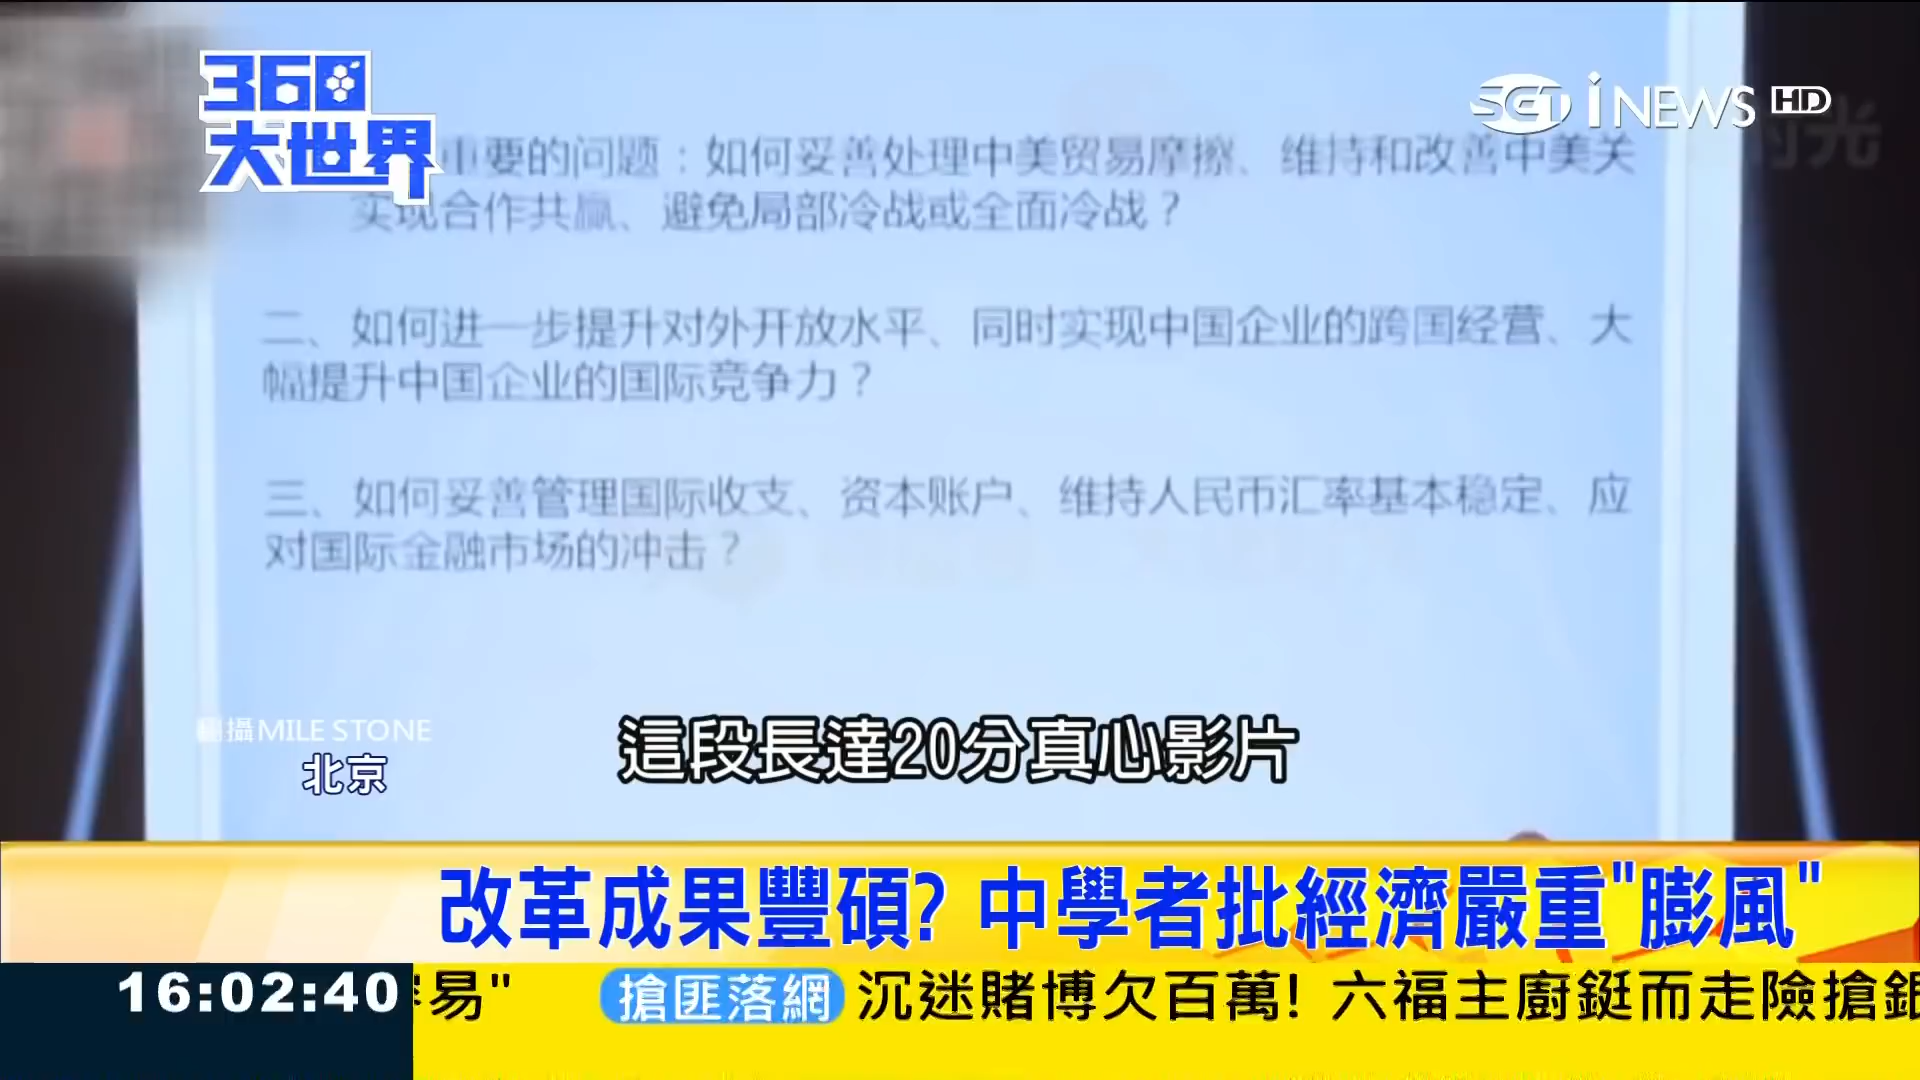 360
大世界
SET iNEWS HD
时光
重要的问题：如何妥善处理中美贸易摩擦、维持和改善中美关
实现合作共赢、避免局部冷战或全面冷战？
二、如何进一步提升对外开放水平、同时实现中国企业的跨国经营、大
幅提升中国企业的国际竞争力？
三、如何妥善管理国际收支、资本账户、维持人民币汇率基本稳定、应
对国际金融市场的冲击？
翻攝MILE STONE
北京
這段長達20分真心影片
改革成果豐碩? 中學者批經濟嚴重"膨風"
16:02:40
易" 搶匪落網 沉迷賭博欠百萬! 六福主廚鋌而走險搶銀